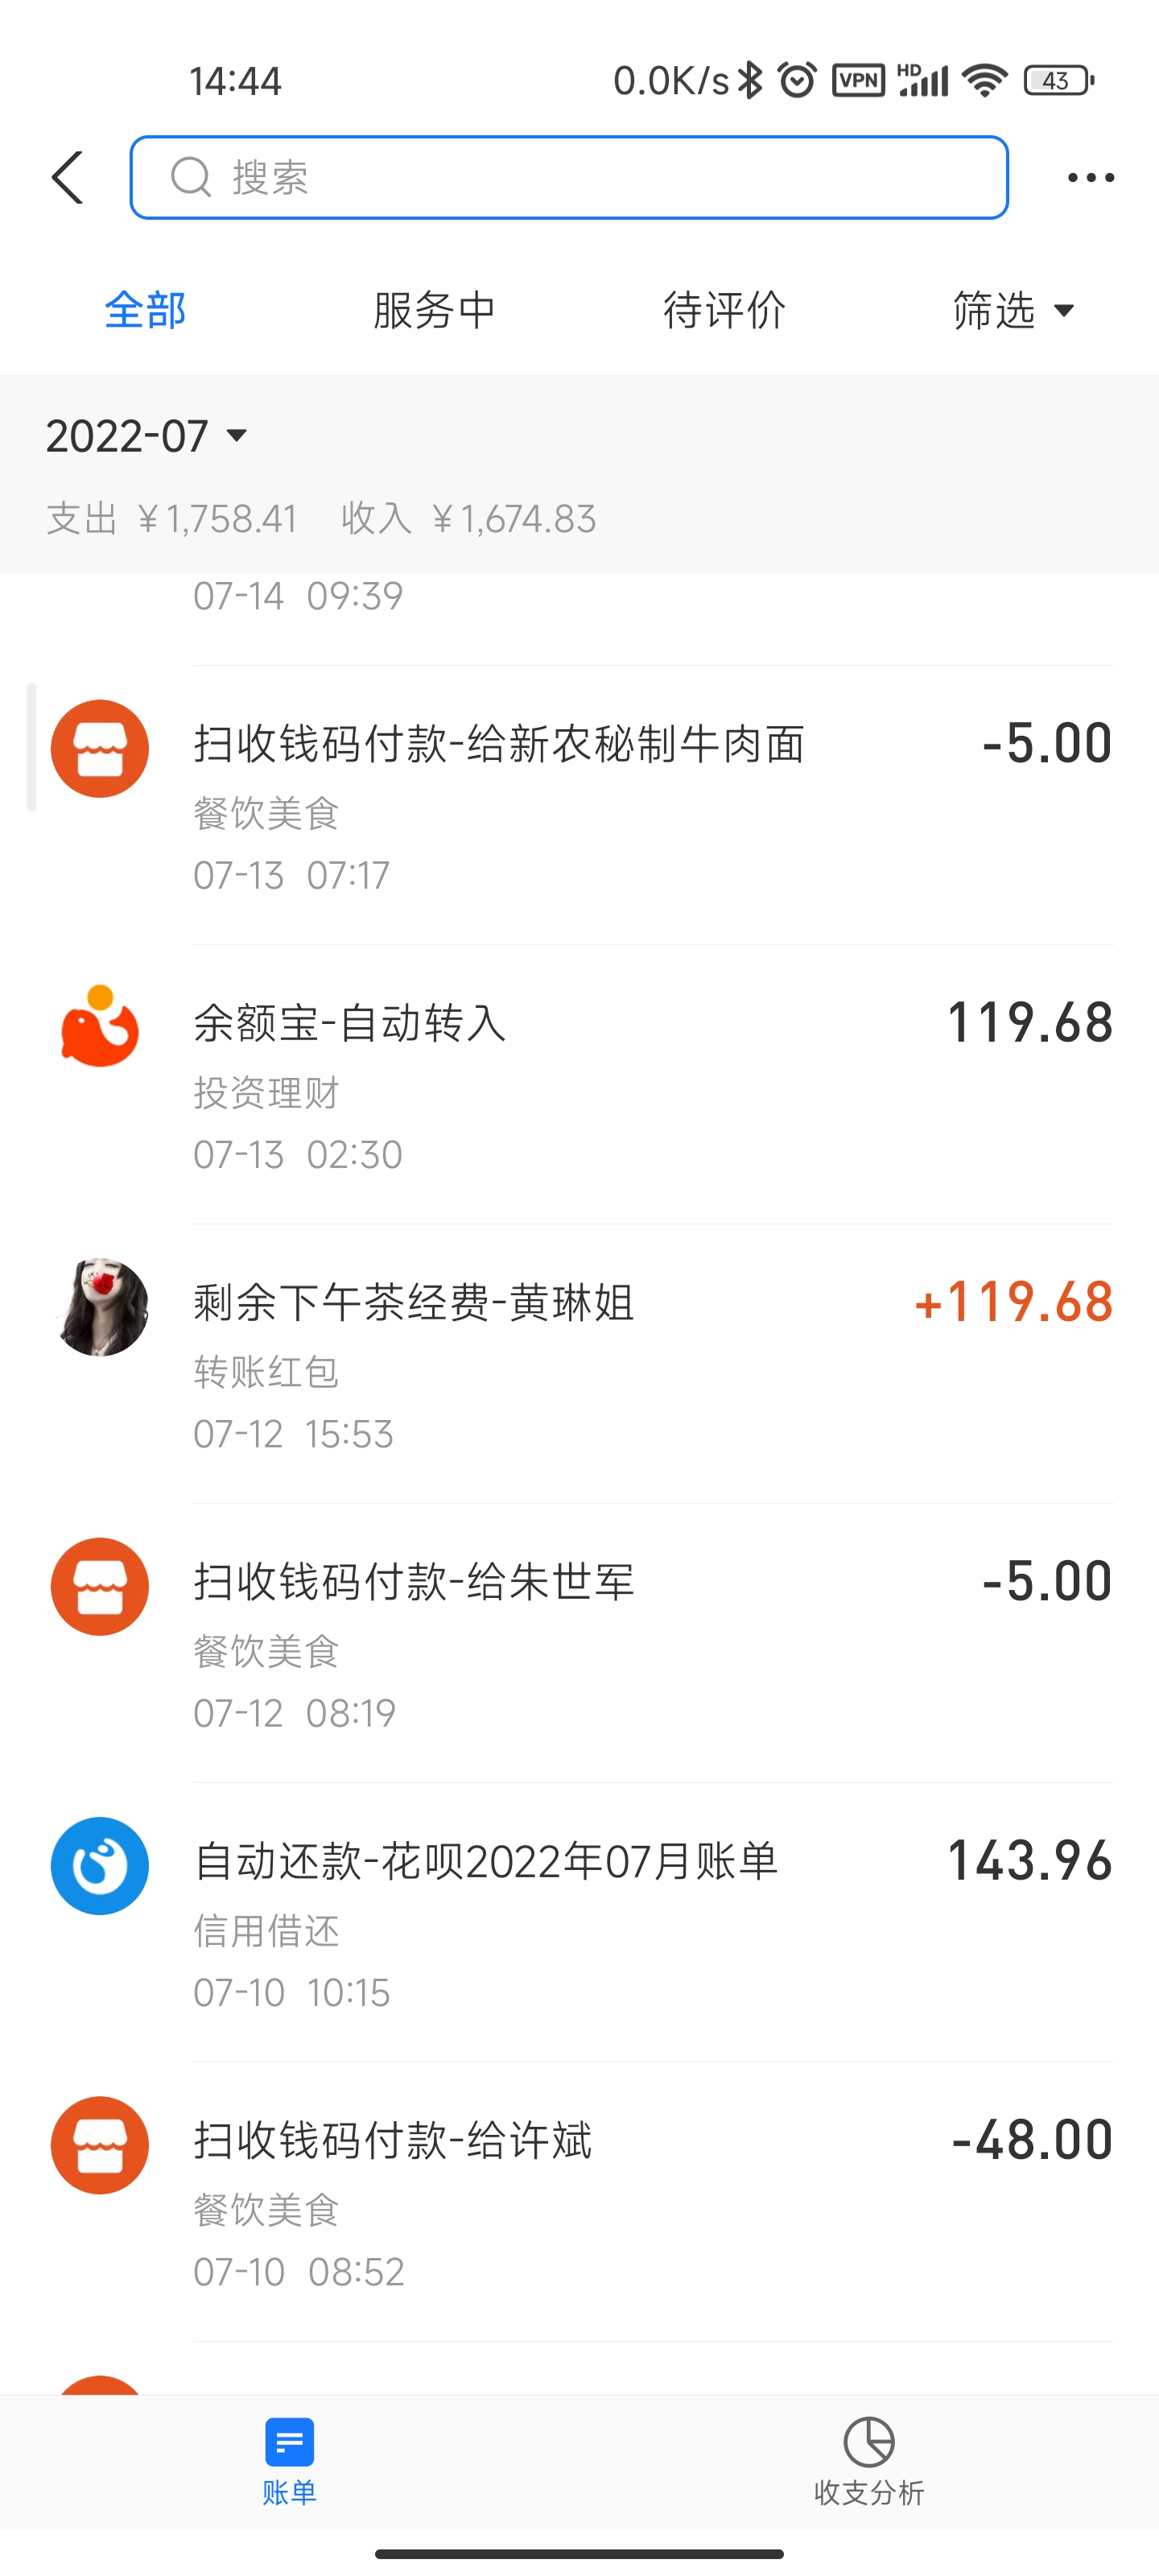 14:44 0.0K/s VPN HD 43
搜索
全部 服务中 待评价 筛选
2022-07
支出 ¥1,758.41 收入 ¥1,674.83
07-14 09:39
扫收钱码付款-给新农秘制牛肉面 -5.00
餐饮美食
07-13 07:17
余额宝-自动转入 119.68
投资理财
07-13 02:30
剩余下午茶经费-黄琳姐 +119.68
转账红包
07-12 15:53
扫收钱码付款-给朱世军 -5.00
餐饮美食
07-12 08:19
自动还款-花呗2022年07月账单 143.96
信用借还
07-10 10:15
扫收钱码付款-给许斌 -48.00
餐饮美食
07-10 08:52
账单 收支分析